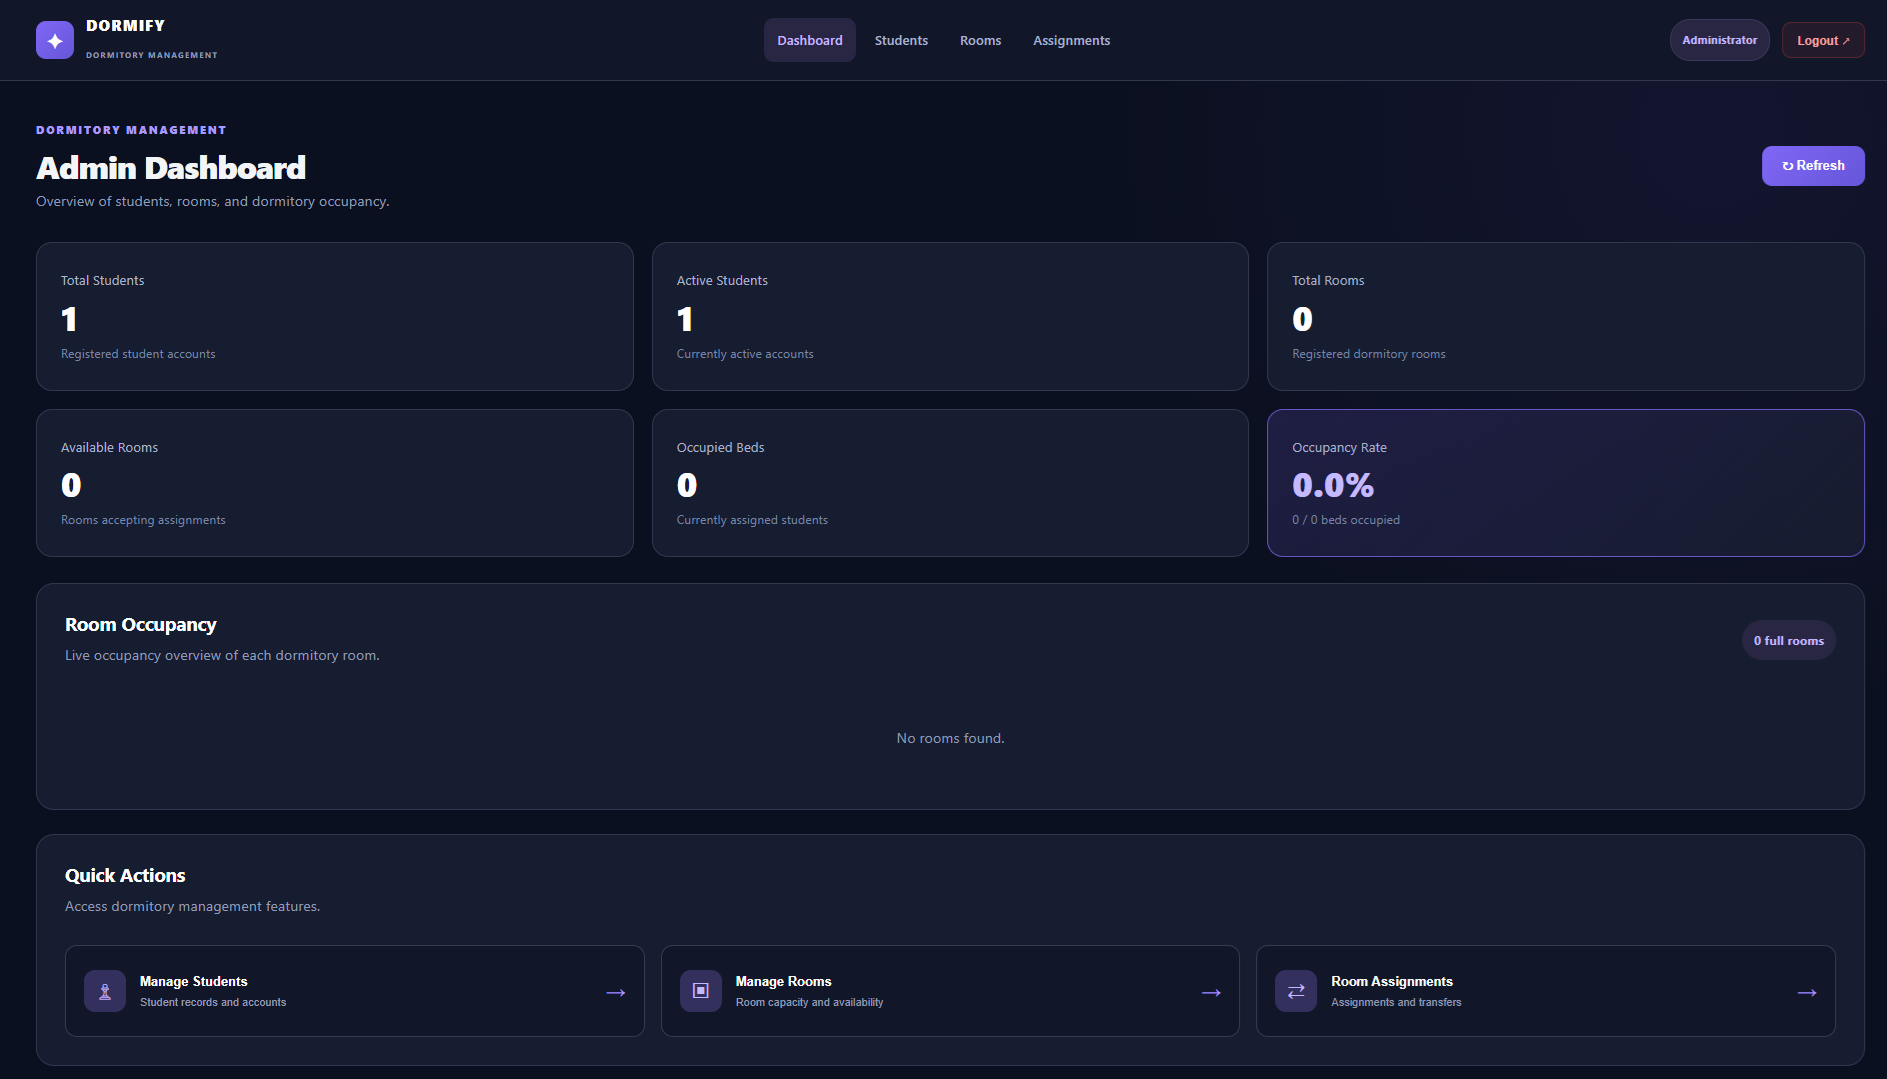 DORMIFY
DORMITORY MANAGEMENT
Dashboard
Students
Rooms
Assignments
Administrator
Logout ↗
DORMITORY MANAGEMENT
Admin Dashboard
Overview of students, rooms, and dormitory occupancy.
↻ Refresh
Total Students
1
Registered student accounts
Active Students
1
Currently active accounts
Total Rooms
0
Registered dormitory rooms
Available Rooms
0
Rooms accepting assignments
Occupied Beds
0
Currently assigned students
Occupancy Rate
0.0%
0 / 0 beds occupied
Room Occupancy
Live occupancy overview of each dormitory room.
0 full rooms
No rooms found.
Quick Actions
Access dormitory management features.
Manage Students
Student records and accounts
→
Manage Rooms
Room capacity and availability
→
Room Assignments
Assignments and transfers
→